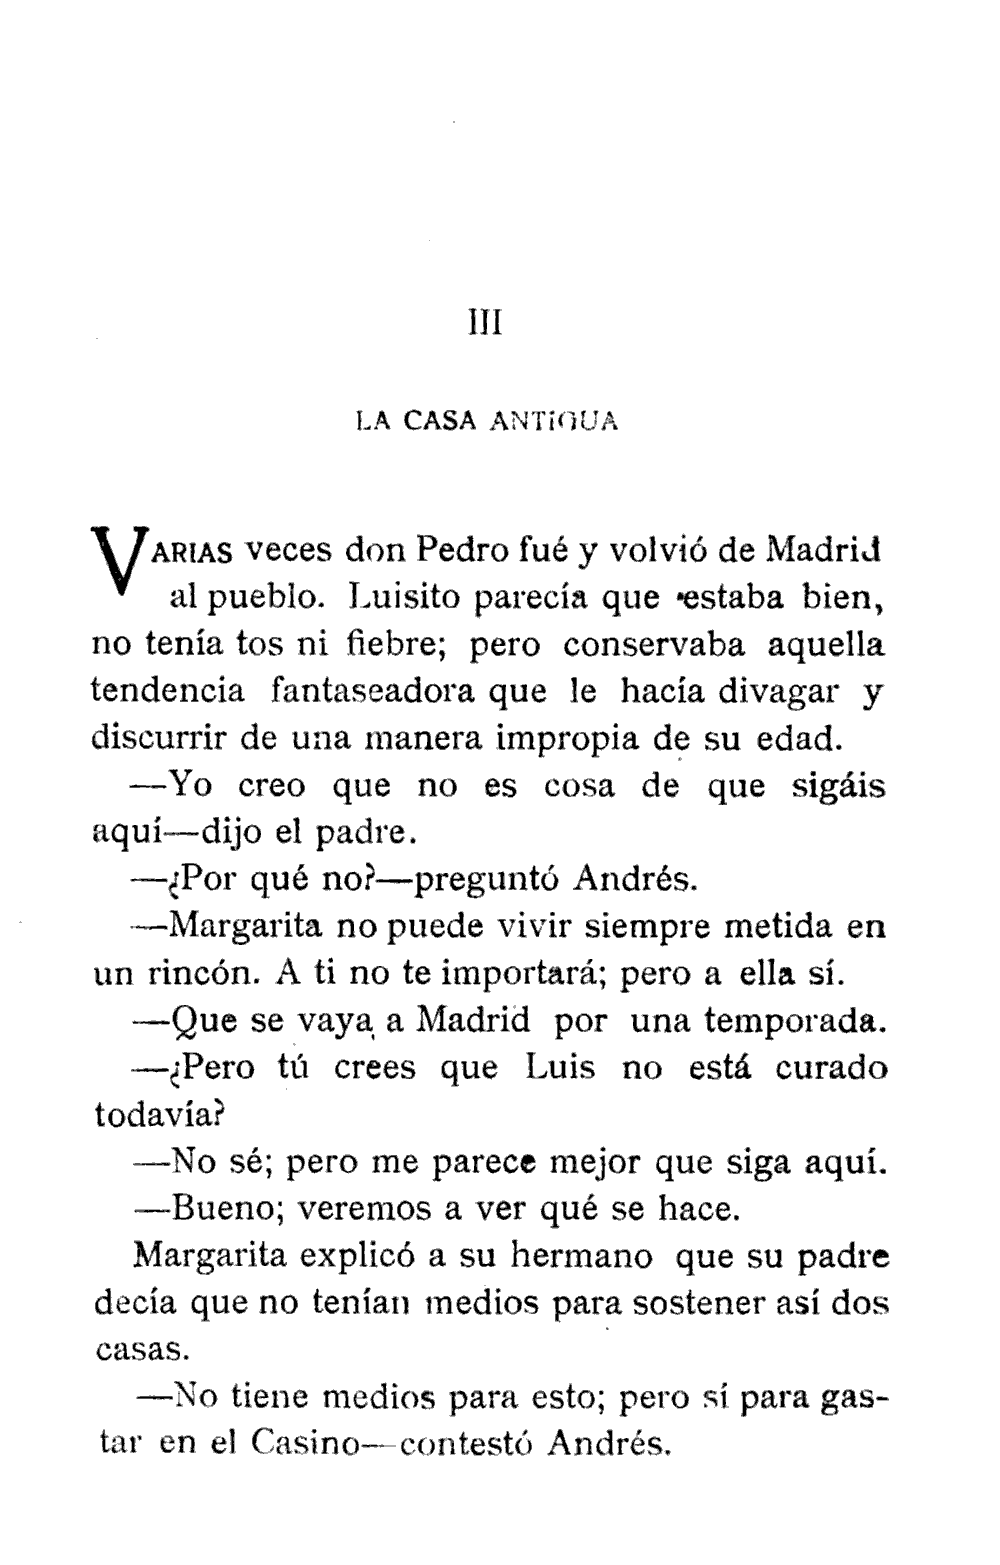 III
LA CASA ANTIGUA
VARIAS veces don Pedro fué y volvió de Madrid
al pueblo. Luisito parecía que estaba bien,
no tenía tos ni fiebre; pero conservaba aquella
tendencia fantaseadora que le hacía divagar y
discurrir de una manera impropia de su edad.
—Yo creo que no es cosa de que sigáis
aquí—dijo el padre.
—¿Por qué no?—preguntó Andrés.
—Margarita no puede vivir siempre metida en
un rincón. A ti no te importará; pero a ella sí.
—Que se vaya a Madrid por una temporada.
—¿Pero tú crees que Luis no está curado
todavía?
—No sé; pero me parece mejor que siga aquí.
—Bueno; veremos a ver qué se hace.
Margarita explicó a su hermano que su padre
decía que no tenían medios para sostener así dos
casas.
—No tiene medios para esto; pero sí para gas-
tar en el Casino—contestó Andrés.